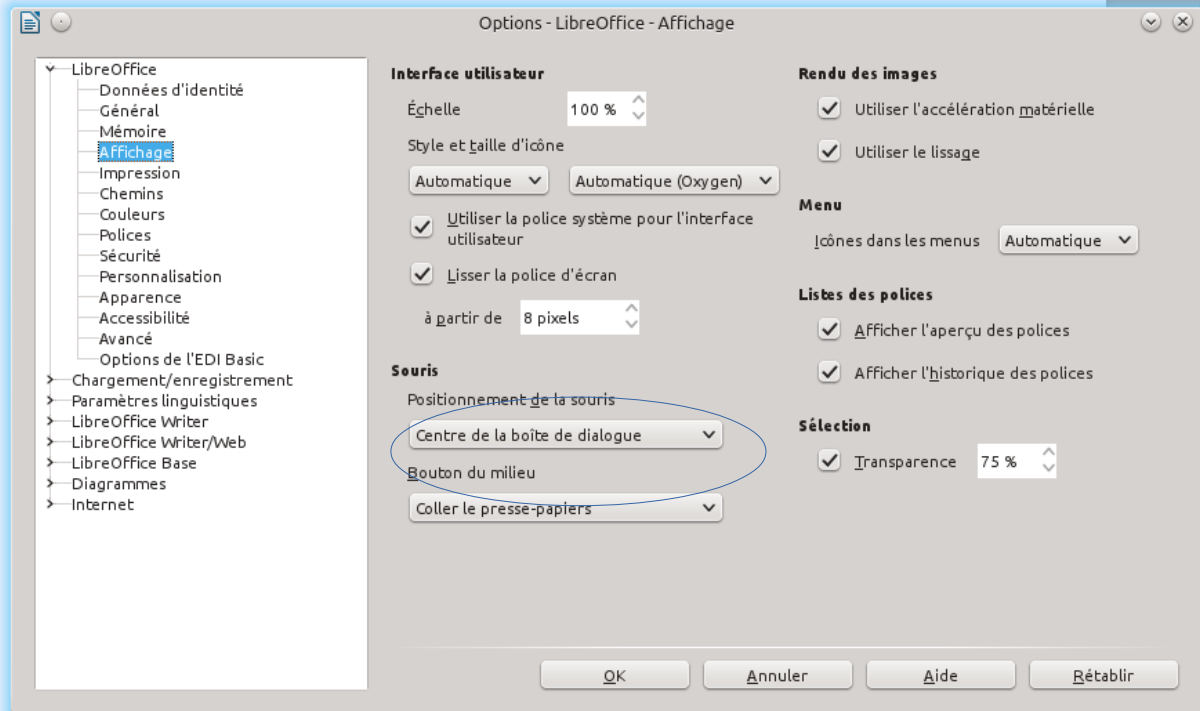 Options - LibreOffice - Affichage
LibreOffice
Données d'identité
Général
Mémoire
Affichage
Impression
Chemins
Couleurs
Polices
Sécurité
Personnalisation
Apparence
Accessibilité
Avancé
Options de l'EDI Basic
Chargement/enregistrement
Paramètres linguistiques
LibreOffice Writer
LibreOffice Writer/Web
LibreOffice Base
Diagrammes
Internet
Interface utilisateur
Échelle 100 %
Style et taille d'icône
Automatique Automatique (Oxygen)
Utiliser la police système pour l'interface
utilisateur
Lisser la police d'écran
à partir de 8 pixels
Souris
Positionnement de la souris
Centre de la boîte de dialogue
Bouton du milieu
Coller le presse-papiers
Rendu des images
Utiliser l'accélération matérielle
Utiliser le lissage
Menu
Icônes dans les menus Automatique
Listes des polices
Afficher l'aperçu des polices
Afficher l'historique des polices
Sélection
Transparence 75 %
OK Annuler Aide Rétablir